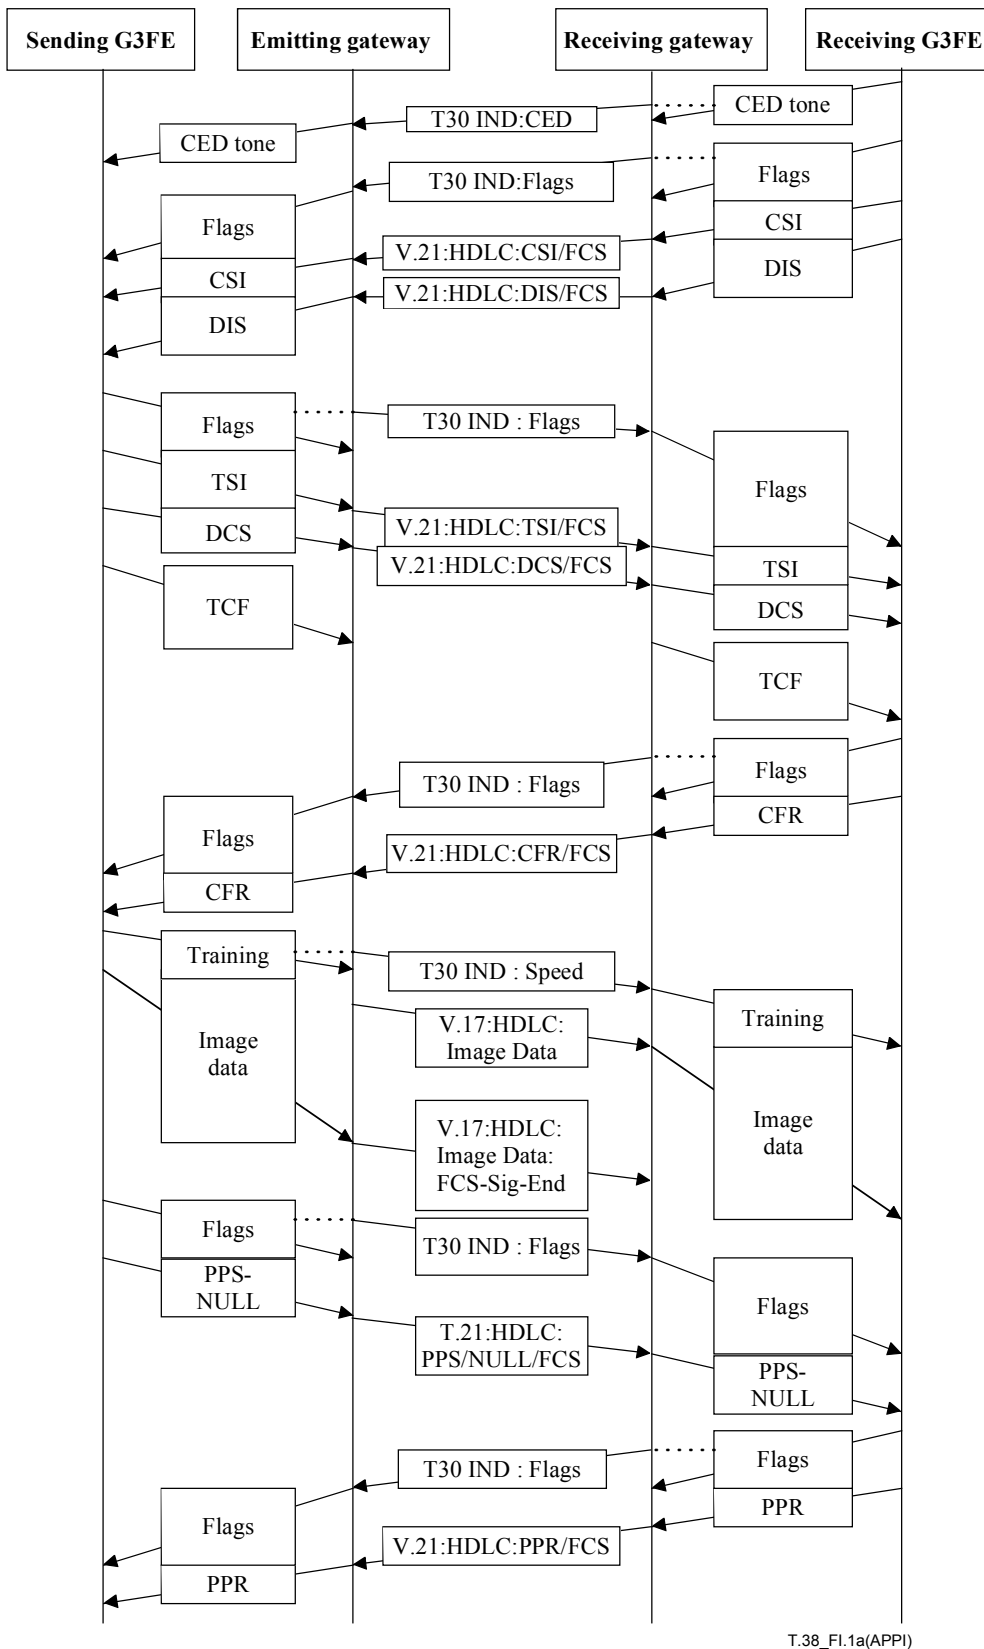 Sending G3FE
Emitting gateway
Receiving gateway
Receiving G3FE
CED tone
T30 IND:CED
CED tone
Flags
T30 IND:Flags
Flags
CSI
V.21:HDLC:CSI/FCS
CSI
DIS
V.21:HDLC:DIS/FCS
DIS
Flags
T30 IND : Flags
Flags
TSI
V.21:HDLC:TSI/FCS
DCS
V.21:HDLC:DCS/FCS
TSI
DCS
TCF
TCF
Flags
T30 IND : Flags
CFR
Flags
V.21:HDLC:CFR/FCS
CFR
Training
T30 IND : Speed
Training
V.17:HDLC:
Image Data
Image
data
Image
data
V.17:HDLC:
Image Data:
FCS-Sig-End
Flags
T30 IND : Flags
PPS-
NULL
Flags
T.21:HDLC:
PPS/NULL/FCS
PPS-
NULL
Flags
T30 IND : Flags
PPR
Flags
V.21:HDLC:PPR/FCS
PPR
T.38_FI.1a(APPI)